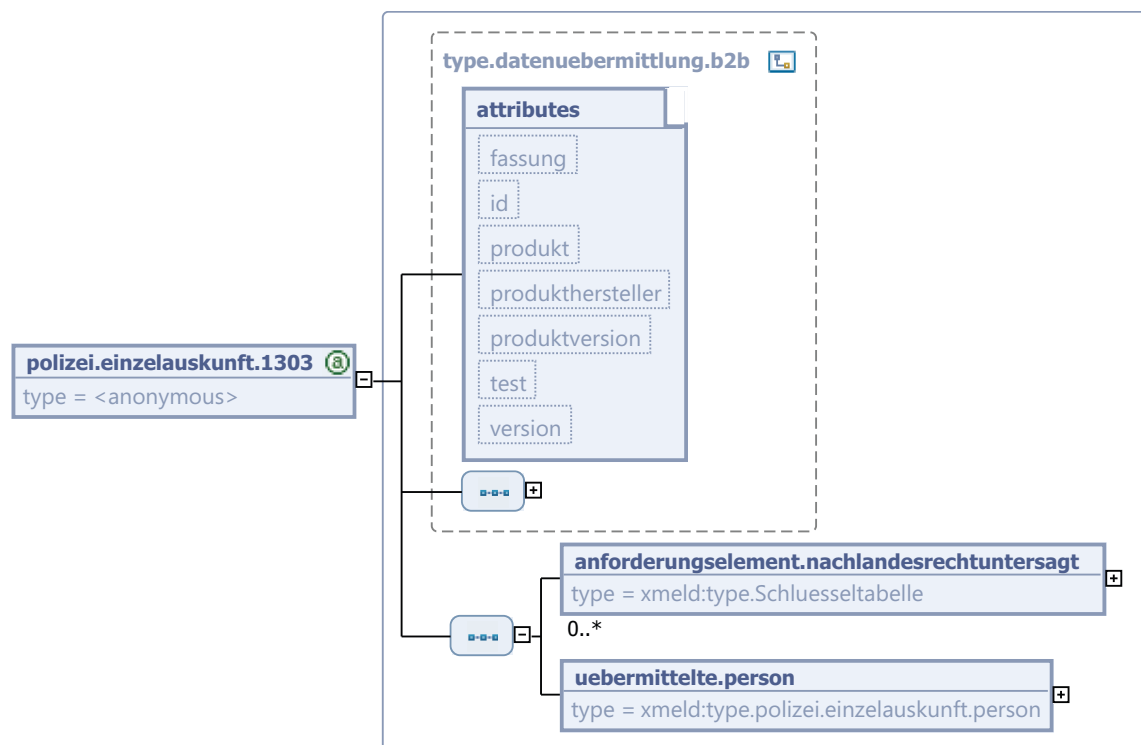 type.datenuebermittlung.b2b
attributes
fassung
id
produkt
produkthersteller
produktversion
test
version
polizei.einzelauskunft.1303 @
type = <anonymous>
anforderungselement.nachlandesrechtuntersagt
type = xmeld:type.Schluesseltabelle
0..*
uebermittelte.person
type = xmeld:type.polizei.einzelauskunft.person